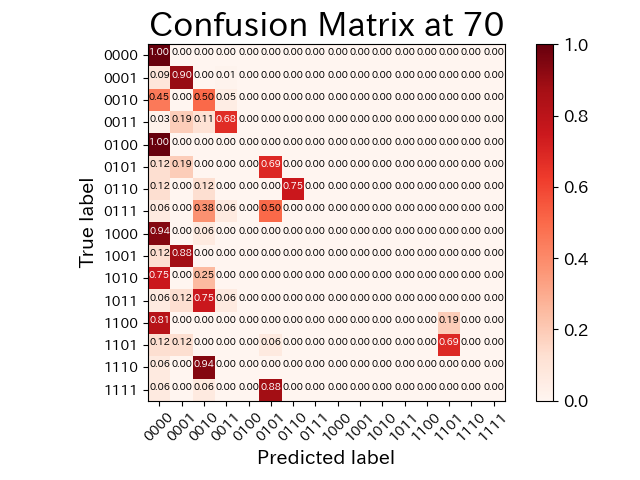 Confusion Matrix at 70
True label
0000 1.00 0.00 0.00 0.00 0.00 0.00 0.00 0.00 0.00 0.00 0.00 0.00 0.00 0.00 0.00 0.00
0001 0.09 0.90 0.00 0.01 0.00 0.00 0.00 0.00 0.00 0.00 0.00 0.00 0.00 0.00 0.00 0.00
0010 0.45 0.00 0.50 0.05 0.00 0.00 0.00 0.00 0.00 0.00 0.00 0.00 0.00 0.00 0.00 0.00
0011 0.03 0.19 0.11 0.68 0.00 0.00 0.00 0.00 0.00 0.00 0.00 0.00 0.00 0.00 0.00 0.00
0100 1.00 0.00 0.00 0.00 0.00 0.00 0.00 0.00 0.00 0.00 0.00 0.00 0.00 0.00 0.00 0.00
0101 0.12 0.19 0.00 0.00 0.00 0.69 0.00 0.00 0.00 0.00 0.00 0.00 0.00 0.00 0.00 0.00
0110 0.12 0.00 0.12 0.00 0.00 0.00 0.75 0.00 0.00 0.00 0.00 0.00 0.00 0.00 0.00 0.00
0111 0.06 0.00 0.38 0.06 0.00 0.50 0.00 0.00 0.00 0.00 0.00 0.00 0.00 0.00 0.00 0.00
1000 0.94 0.00 0.06 0.00 0.00 0.00 0.00 0.00 0.00 0.00 0.00 0.00 0.00 0.00 0.00 0.00
1001 0.12 0.88 0.00 0.00 0.00 0.00 0.00 0.00 0.00 0.00 0.00 0.00 0.00 0.00 0.00 0.00
1010 0.75 0.00 0.25 0.00 0.00 0.00 0.00 0.00 0.00 0.00 0.00 0.00 0.00 0.00 0.00 0.00
1011 0.06 0.12 0.75 0.06 0.00 0.00 0.00 0.00 0.00 0.00 0.00 0.00 0.00 0.00 0.00 0.00
1100 0.81 0.00 0.00 0.00 0.00 0.00 0.00 0.00 0.00 0.00 0.00 0.00 0.00 0.19 0.00 0.00
1101 0.12 0.12 0.00 0.00 0.00 0.06 0.00 0.00 0.00 0.00 0.00 0.00 0.00 0.69 0.00 0.00
1110 0.06 0.00 0.94 0.00 0.00 0.00 0.00 0.00 0.00 0.00 0.00 0.00 0.00 0.00 0.00 0.00
1111 0.06 0.00 0.06 0.00 0.00 0.88 0.00 0.00 0.00 0.00 0.00 0.00 0.00 0.00 0.00 0.00
0000 0001 0010 0011 0100 0101 0110 0111 1000 1001 1010 1011 1100 1101 1110 1111
Predicted label
1.0
0.8
0.6
0.4
0.2
0.0